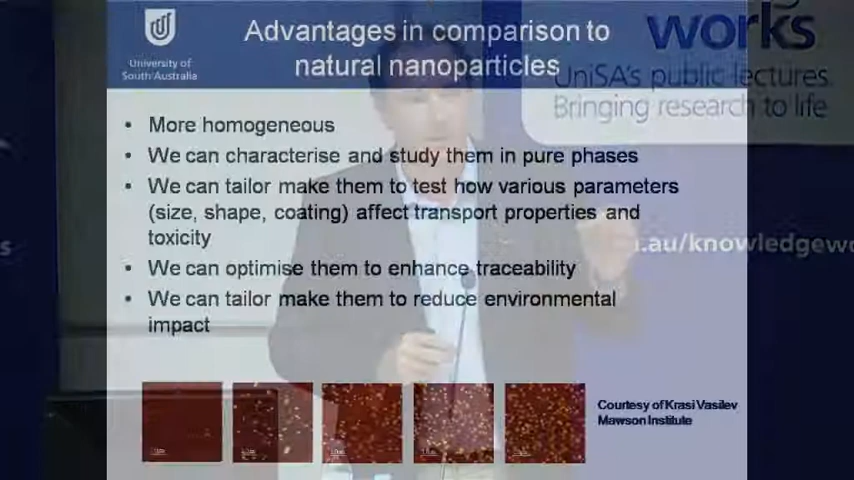 University of
South Australia
Advantages in comparison to
natural nanoparticles
works
UniSA's public lectures
Bringing research to life
.au/knowledgewo
• More homogeneous
• We can characterise and study them in pure phases
• We can tailor make them to test how various parameters
(size, shape, coating) affect transport properties and
toxicity
• We can optimise them to enhance traceability
• We can tailor make them to reduce environmental
impact
Courtesy of Krasi Vasilev
Mawson Institute